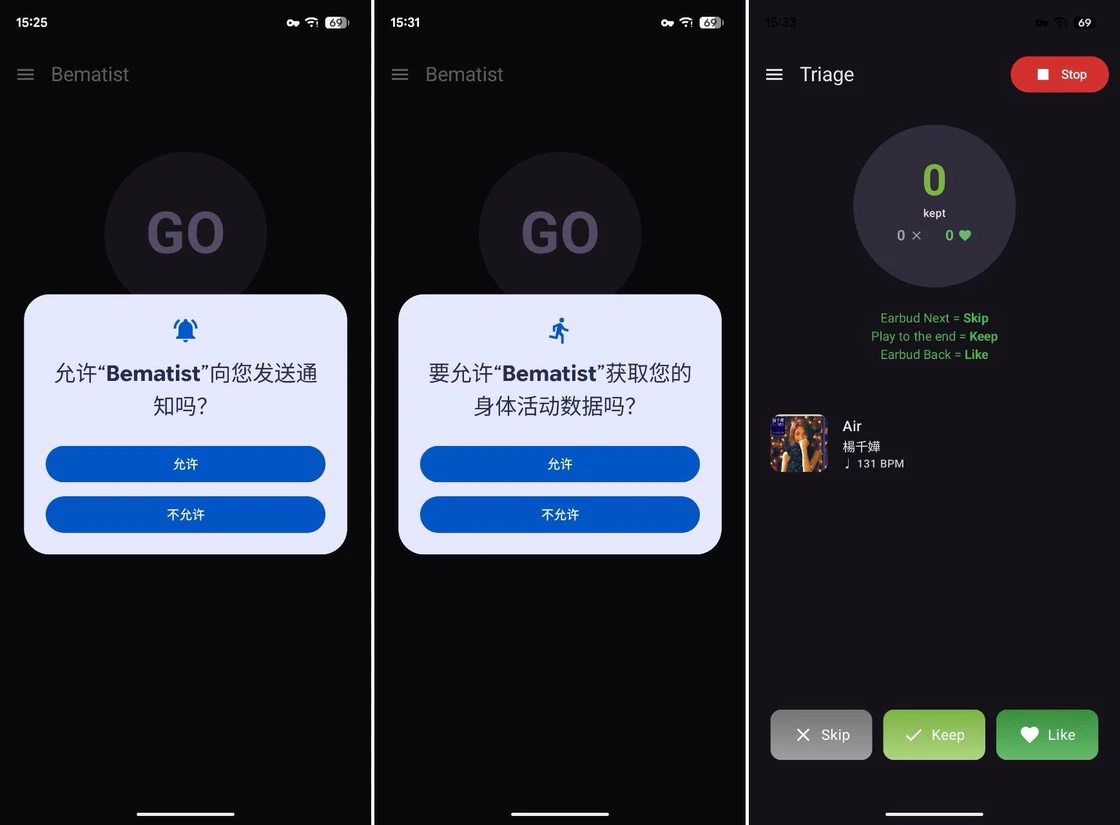 15:25
69
Bematist
GO
允许“Bematist”向您发送通
知吗?
允许
不允许
15:31
69
Bematist
GO
要允许“Bematist”获取您的
身体活动数据吗?
允许
不允许
15:33
69
Triage
Stop
0
kept
0 × 0
Earbud Next = Skip
Play to the end = Keep
Earbud Back = Like
Air
楊千嬅
♩ 131 BPM
Skip
Keep
Like